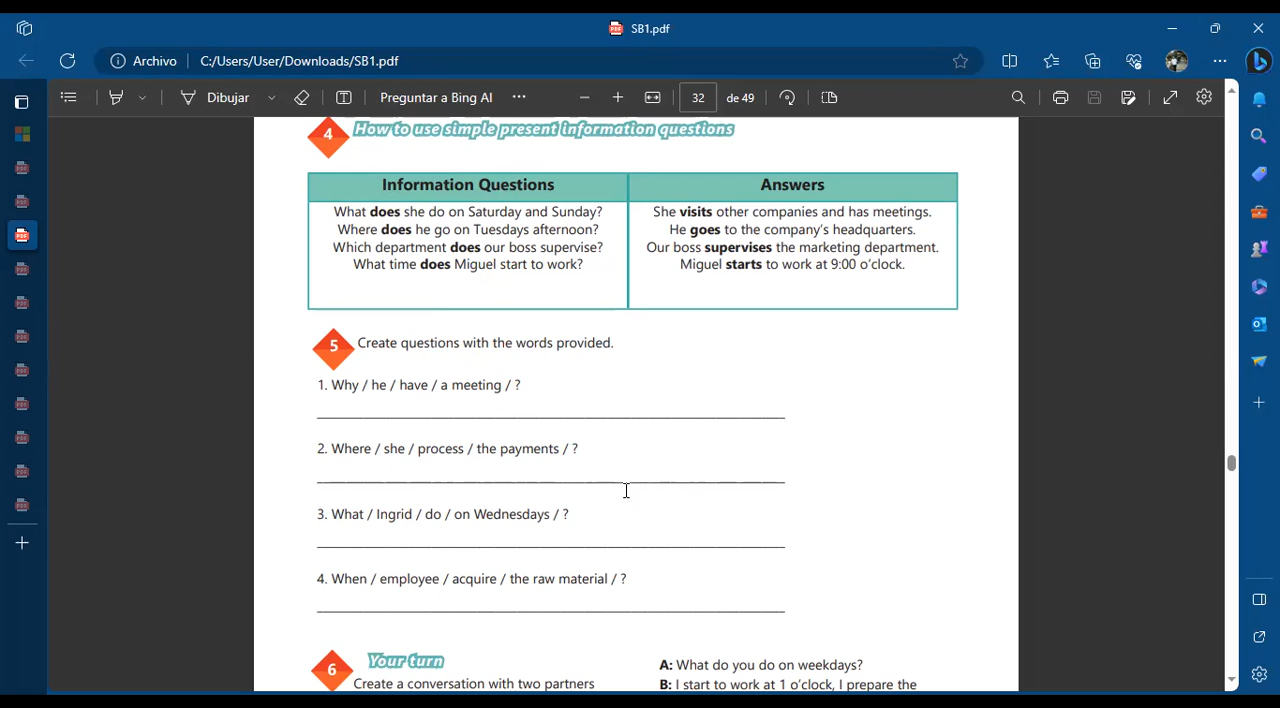 SB1.pdf
Archivo
C:/Users/User/Downloads/SB1.pdf
Dibujar
Preguntar a Bing AI
32
de 49
4
How to use simple present information questions
Information Questions
Answers
What does she do on Saturday and Sunday?
She visits other companies and has meetings.
Where does he go on Tuesdays afternoon?
He goes to the company's headquarters.
Which department does our boss supervise?
Our boss supervises the marketing department.
What time does Miguel start to work?
Miguel starts to work at 9:00 o'clock.
5
Create questions with the words provided.
1. Why / he / have / a meeting / ?
2. Where / she / process / the payments / ?
3. What / Ingrid / do / on Wednesdays / ?
4. When / employee / acquire / the raw material / ?
6
Your turn
Create a conversation with two partners
A: What do you do on weekdays?
B: I start to work at 1 o'clock, I prepare the